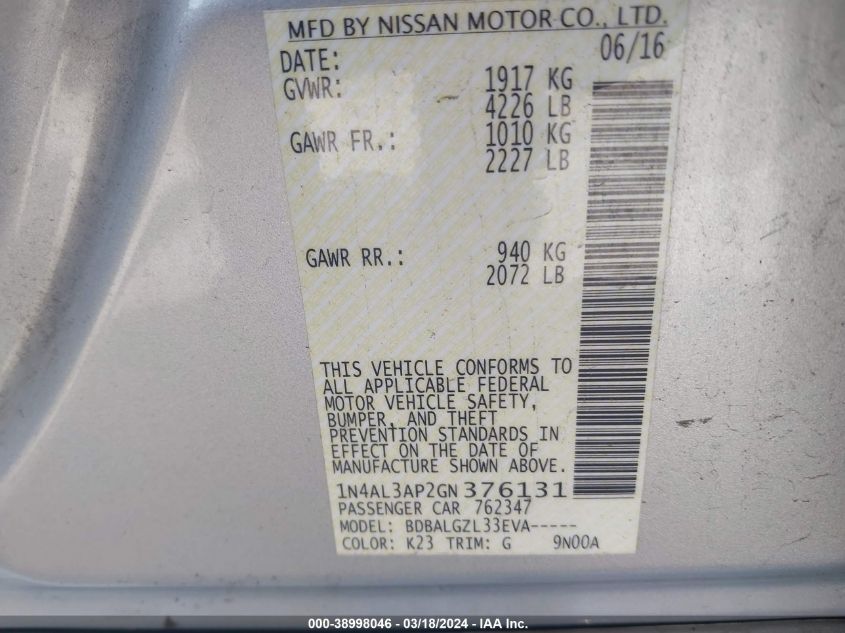 MFD BY NISSAN MOTOR CO., LTD.
DATE: 06/16
GVWR: 1917 KG
4226 LB
GAWR FR.: 1010 KG
2227 LB
GAWR RR.: 940 KG
2072 LB
THIS VEHICLE CONFORMS TO
ALL APPLICABLE FEDERAL
MOTOR VEHICLE SAFETY,
BUMPER, AND THEFT
PREVENTION STANDARDS IN
EFFECT ON THE DATE OF
MANUFACTURE SHOWN ABOVE.
1N4AL3AP2GN376131
PASSENGER CAR 762347
MODEL: BDBALGZL33EVA-----
COLOR: K23 TRIM: G 9N00A
000-38998046 - 03/18/2024 - IAA Inc.